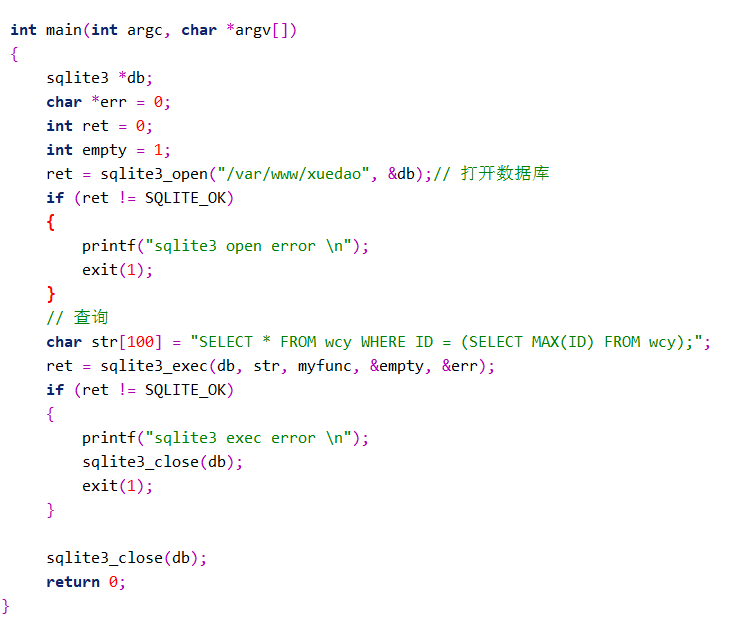 int main(int argc, char *argv[])
{
    sqlite3 *db;
    char *err = 0;
    int ret = 0;
    int empty = 1;
    ret = sqlite3_open("/var/www/xuedao", &db);// 打开数据库
    if (ret != SQLITE_OK)
    {
        printf("sqlite3 open error \n");
        exit(1);
    }
    // 查询
    char str[100] = "SELECT * FROM wcy WHERE ID = (SELECT MAX(ID) FROM wcy);";
    ret = sqlite3_exec(db, str, myfunc, &empty, &err);
    if (ret != SQLITE_OK)
    {
        printf("sqlite3 exec error \n");
        sqlite3_close(db);
        exit(1);
    }

    sqlite3_close(db);
    return 0;
}